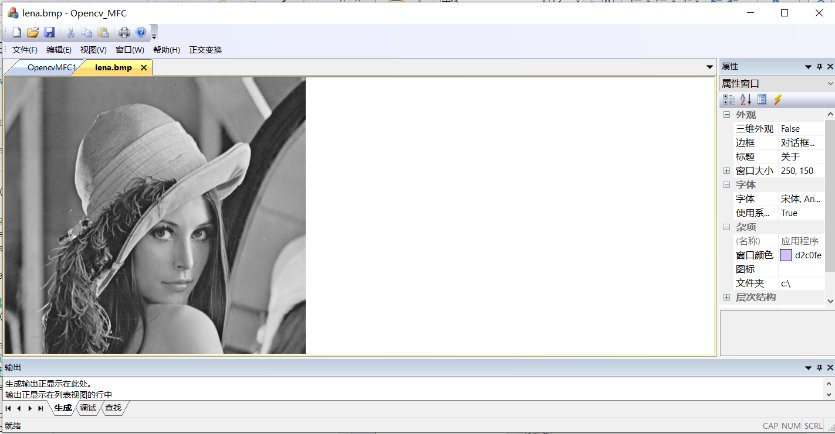 lena.bmp - Opencv_MFC
文件(F) 编辑(E) 视图(V) 窗口(W) 帮助(H) 正交变换
OpencvMFC1 lena.bmp
属性
属性窗口
外观
三维外观 False
边框 对话框...
标题 关于
窗口大小 250, 150
字体
字体 宋体, Ari...
使用系... True
杂项
(名称) 应用程序
窗口颜色 d2c0fe
图标
文件夹 c:\
层次结构
输出
生成输出正显示在此处。
输出正显示在列表视图的行中
生成 调试 查找
就绪
CAP NUM SCRL